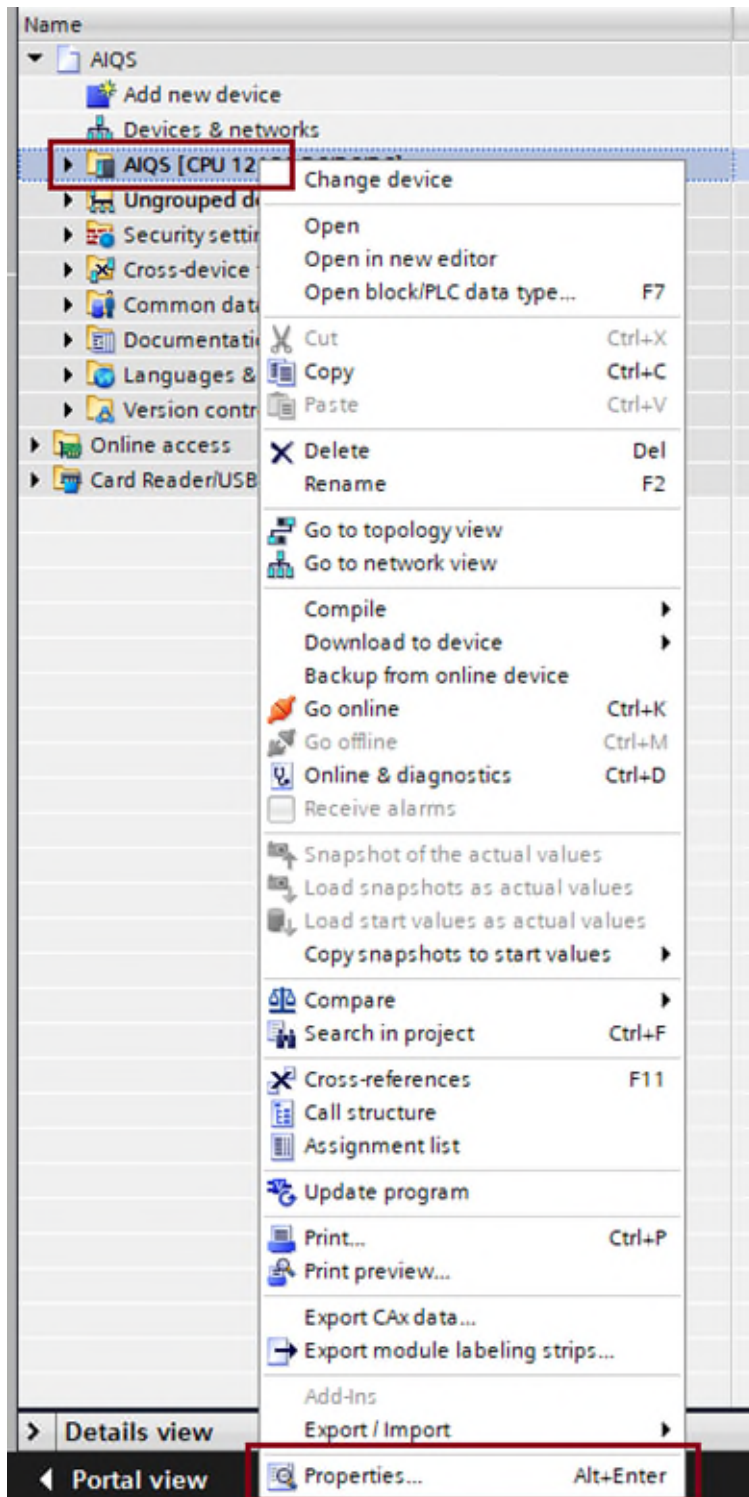 Name
AIQS
Add new device
Devices & networks
AIQS [CPU
Change device
Ungrouped
Open
Security
Open in new editor
Cross-device
Open block/PLC data type... F7
Common data
Cut Ctrl+X
Languages &
Copy Ctrl+C
Version
Paste Ctrl+V
Online access
Delete Del
Card Reader/USB
Rename F2
Go to topology view
Go to network view
Compile
Download to device
Backup from online device
Go online Ctrl+K
Go offline Ctrl+M
Online & diagnostics Ctrl+D
Receive alarms
Snapshot of the actual values
Load snapshots as actual values
Load start values as actual values
Copy snapshots to start values
Compare
Search in project Ctrl+F
Cross-references F11
Call structure
Assignment list
Update program
Print... Ctrl+P
Print preview...
Export CAx data...
Export module labeling strips...
Add-Ins
Export / Import
Details view
Properties... Alt+Enter
Portal view